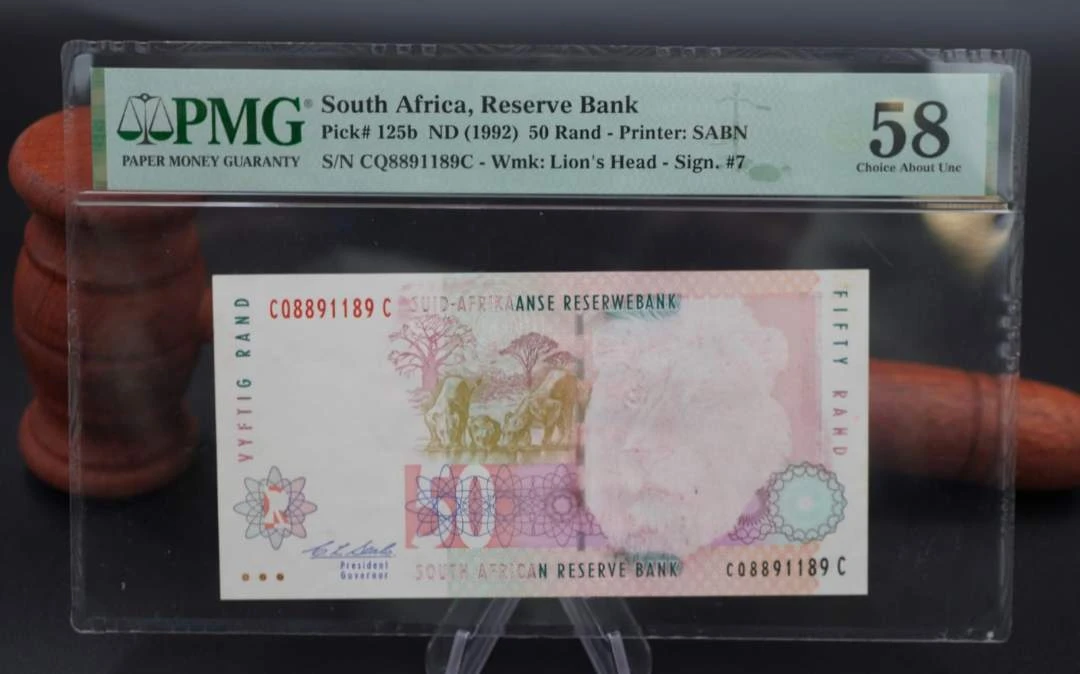 PMG®
PAPER MONEY GUARANTY
South Africa, Reserve Bank
Pick# 125b ND (1992) 50 Rand - Printer: SABN
S/N CQ8891189C - Wmk: Lion's Head - Sign. #7
58
Choice About Unc
VYFTIG RAND
CQ8891189 C
SUID-AFRIKAANSE RESERWEBANK
FIFTY RAND
50
President
Governor
SOUTH AFRICAN RESERVE BANK
CQ8891189 C